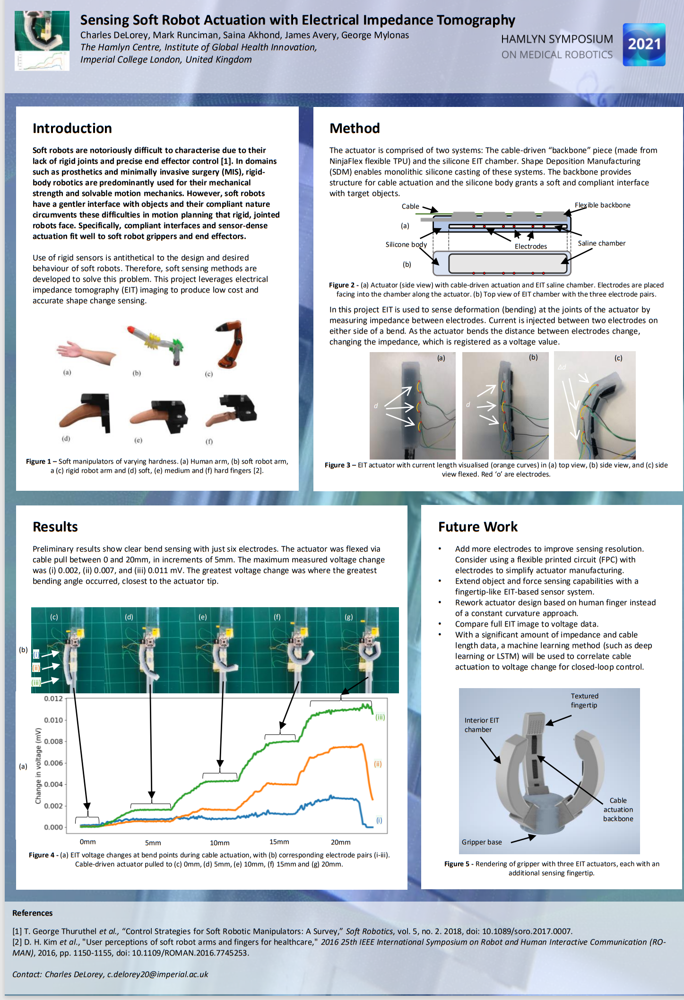 Sensing Soft Robot Actuation with Electrical Impedance Tomography
Charles DeLorey, Mark Runciman, Saina Akhond, James Avery, George Mylonas
The Hamlyn Centre, Institute of Global Health Innovation,
Imperial College London, United Kingdom
HAMLYN SYMPOSIUM
ON MEDICAL ROBOTICS
2021
Introduction
Soft robots are notoriously difficult to characterise due to their
lack of rigid joints and precise end effector control [1]. In domains
such as prosthetics and minimally invasive surgery (MIS), rigid-
body robotics are predominantly used for their mechanical
strength and solvable motion mechanics. However, soft robots
have a gentler interface with objects and their compliant nature
circumvents these difficulties in motion planning that rigid, jointed
robots face. Specifically, compliant interfaces and sensor-dense
actuation fit well to soft robot grippers and end effectors.
Use of rigid sensors is antithetical to the design and desired
behaviour of soft robots. Therefore, soft sensing methods are
developed to solve this problem. This project leverages electrical
impedance tomography (EIT) imaging to produce low cost and
accurate shape change sensing.
(a)
(b)
(c)
(d)
(e)
(f)
Figure 1 – Soft manipulators of varying hardness. (a) Human arm, (b) soft robot arm,
a (c) rigid robot arm and (d) soft, (e) medium and (f) hard fingers [2].
Method
The actuator is comprised of two systems: The cable-driven “backbone” piece (made from
NinjaFlex flexible TPU) and the silicone EIT chamber. Shape Deposition Manufacturing
(SDM) enables monolithic silicone casting of these systems. The backbone provides
structure for cable actuation and the silicone body grants a soft and compliant interface
with target objects.
Cable
Flexible backbone
(a)
Silicone body
Electrodes
Saline chamber
(b)
Figure 2 - (a) Actuator (side view) with cable-driven actuation and EIT saline chamber. Electrodes are placed
facing into the chamber along the actuator. (b) Top view of EIT chamber with the three electrode pairs.
In this project EIT is used to sense deformation (bending) at the joints of the actuator by
measuring impedance between electrodes. Current is injected between two electrodes on
either side of a bend. As the actuator bends the distance between electrodes change,
changing the impedance, which is registered as a voltage value.
(a)
(b)
(c)
d
d
Δd
Figure 3 – EIT actuator with current length visualised (orange curves) in (a) top view, (b) side view, and (c) side
view flexed. Red ‘o’ are electrodes.
Results
Preliminary results show clear bend sensing with just six electrodes. The actuator was flexed via
cable pull between 0 and 20mm, in increments of 5mm. The maximum measured voltage change
was (i) 0.002, (ii) 0.007, and (iii) 0.011 mV. The greatest voltage change was where the greatest
bending angle occurred, closest to the actuator tip.
(c)
(d)
(e)
(f)
(g)
(b)
(i)
(ii)
(iii)
(a)
Change in voltage (mV)
0.012
0.010
0.008
0.006
0.004
0.002
0.000
(iii)
(ii)
(i)
0mm
5mm
10mm
15mm
20mm
Figure 4 - (a) EIT voltage changes at bend points during cable actuation, with (b) corresponding electrode pairs (i-iii).
Cable-driven actuator pulled to (c) 0mm, (d) 5mm, (e) 10mm, (f) 15mm and (g) 20mm.
Future Work
• Add more electrodes to improve sensing resolution.
Consider using a flexible printed circuit (FPC) with
electrodes to simplify actuator manufacturing.
• Extend object and force sensing capabilities with a
fingertip-like EIT-based sensor system.
• Rework actuator design based on human finger instead
of a constant curvature approach.
• Compare full EIT image to voltage data.
• With a significant amount of impedance and cable
length data, a machine learning method (such as deep
learning or LSTM) will be used to correlate cable
actuation to voltage change for closed-loop control.
Textured
fingertip
Interior EIT
chamber
Cable
actuation
backbone
Gripper base
Figure 5 - Rendering of gripper with three EIT actuators, each with an
additional sensing fingertip.
References
[1] T. George Thuruthel et al., “Control Strategies for Soft Robotic Manipulators: A Survey,” Soft Robotics, vol. 5, no. 2. 2018, doi: 10.1089/soro.2017.0007.
[2] D. H. Kim et al., "User perceptions of soft robot arms and fingers for healthcare," 2016 25th IEEE International Symposium on Robot and Human Interactive Communication (RO-
MAN), 2016, pp. 1150-1155, doi: 10.1109/ROMAN.2016.7745253.
Contact: Charles DeLorey, c.delorey20@imperial.ac.uk